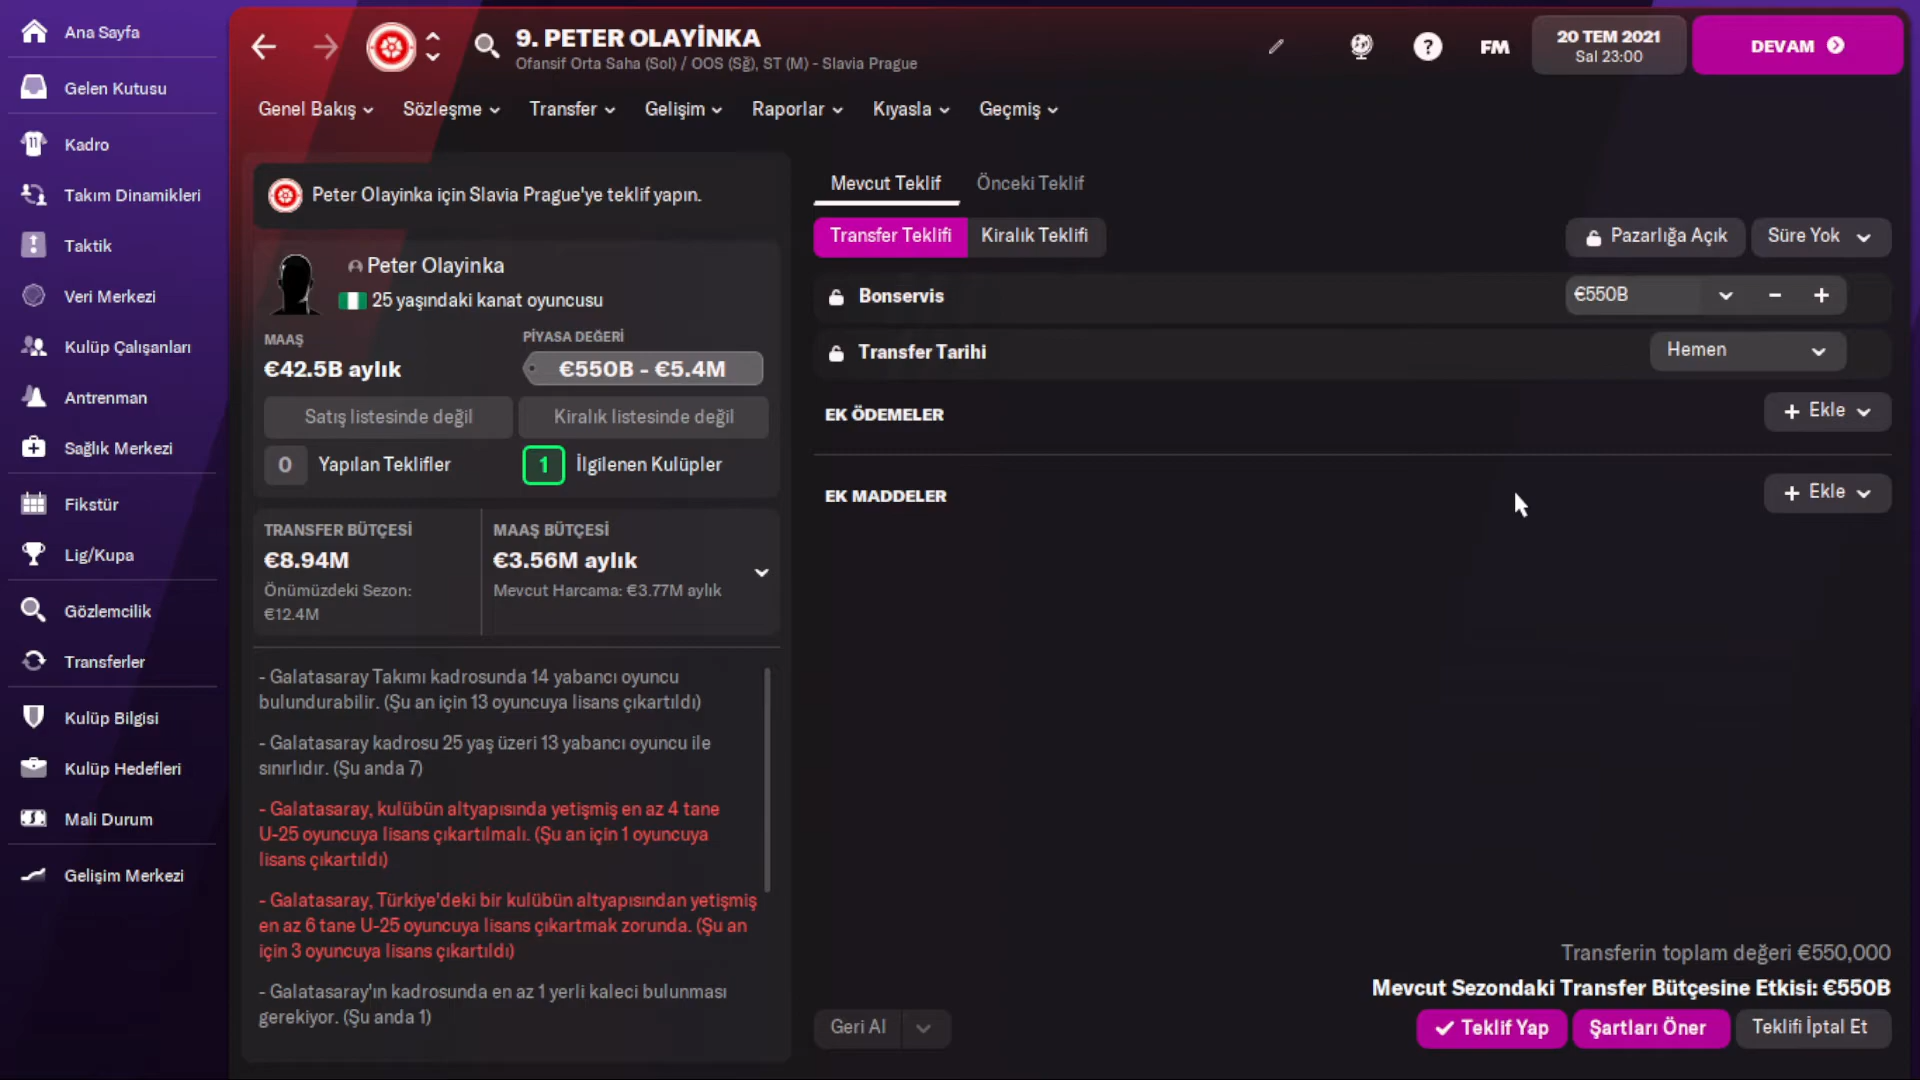 Ana Sayfa
Gelen Kutusu
Kadro
Takım Dinamikleri
Taktik
Veri Merkezi
Kulüp Çalışanları
Antrenman
Sağlık Merkezi
Fikstür
Lig/Kupa
Gözlemcilik
Transferler
Kulüp Bilgisi
Kulüp Hedefleri
Mali Durum
Gelişim Merkezi
9. PETER OLAYİNKA
Ofansif Orta Saha (Sol) / OOS (Sğ), ST (M) - Slavia Prague
FM
20 TEM 2021
Sal 23:00
DEVAM
Genel Bakış
Sözleşme
Transfer
Gelişim
Raporlar
Kıyasla
Geçmiş
Peter Olayinka için Slavia Prague'ye teklif yapın.
Peter Olayinka
25 yaşındaki kanat oyuncusu
MAAŞ
€42.5B aylık
PİYASA DEĞERİ
€550B - €5.4M
Satış listesinde değil
Kiralık listesinde değil
0 Yapılan Teklifler
1 İlgilenen Kulüpler
TRANSFER BÜTÇESİ
€8.94M
Önümüzdeki Sezon:
€12.4M
MAAŞ BÜTÇESİ
€3.56M aylık
Mevcut Harcama: €3.77M aylık
- Galatasaray Takımı kadrosunda 14 yabancı oyuncu
bulundurabilir. (Şu an için 13 oyuncuya lisans çıkartıldı)
- Galatasaray kadrosu 25 yaş üzeri 13 yabancı oyuncu ile
sınırlıdır. (Şu anda 7)
- Galatasaray, kulübün altyapısında yetişmiş en az 4 tane
U-25 oyuncuya lisans çıkartılmalı. (Şu an için 1 oyuncuya
lisans çıkartıldı)
- Galatasaray, Türkiye'deki bir kulübün altyapısından yetişmiş
en az 6 tane U-25 oyuncuya lisans çıkartmak zorunda. (Şu an
için 3 oyuncuya lisans çıkartıldı)
- Galatasaray'ın kadrosunda en az 1 yerli kaleci bulunması
gerekiyor. (Şu anda 1)
Mevcut Teklif
Önceki Teklif
Transfer Teklifi
Kiralık Teklifi
Pazarlığa Açık
Süre Yok
Bonservis
€550B
- +
Transfer Tarihi
Hemen
EK ÖDEMELER
+ Ekle
EK MADDELER
+ Ekle
Transferin toplam değeri €550,000
Mevcut Sezondaki Transfer Bütçesine Etkisi: €550B
Geri Al
Teklif Yap
Şartları Öner
Teklifi İptal Et